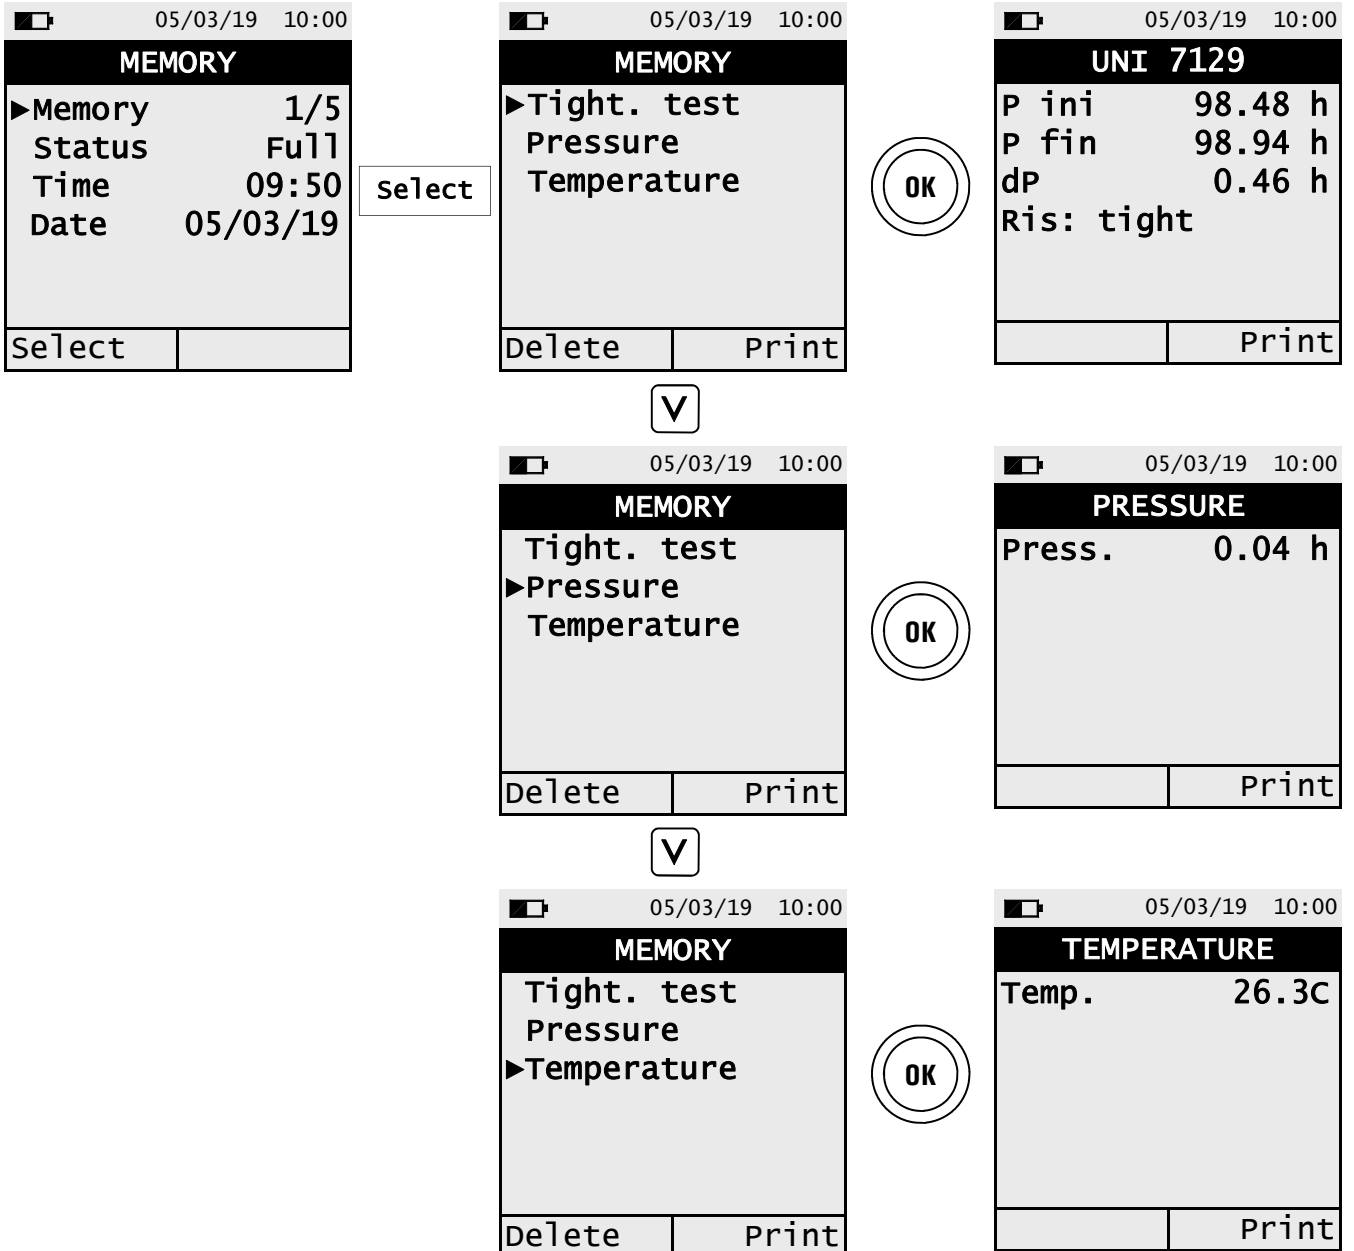 05/03/19 10:00
MEMORY
Memory 1/5
Status Full
Time 09:50
Date 05/03/19
Select
Select
05/03/19 10:00
MEMORY
Tight. test
Pressure
Temperature
Delete Print
OK
05/03/19 10:00
UNI 7129
P ini 98.48 h
P fin 98.94 h
dP 0.46 h
Ris: tight
Print
V
05/03/19 10:00
MEMORY
Tight. test
Pressure
Temperature
Delete Print
OK
05/03/19 10:00
PRESSURE
Press. 0.04 h
Print
V
05/03/19 10:00
MEMORY
Tight. test
Pressure
Temperature
Delete Print
OK
05/03/19 10:00
TEMPERATURE
Temp. 26.3C
Print